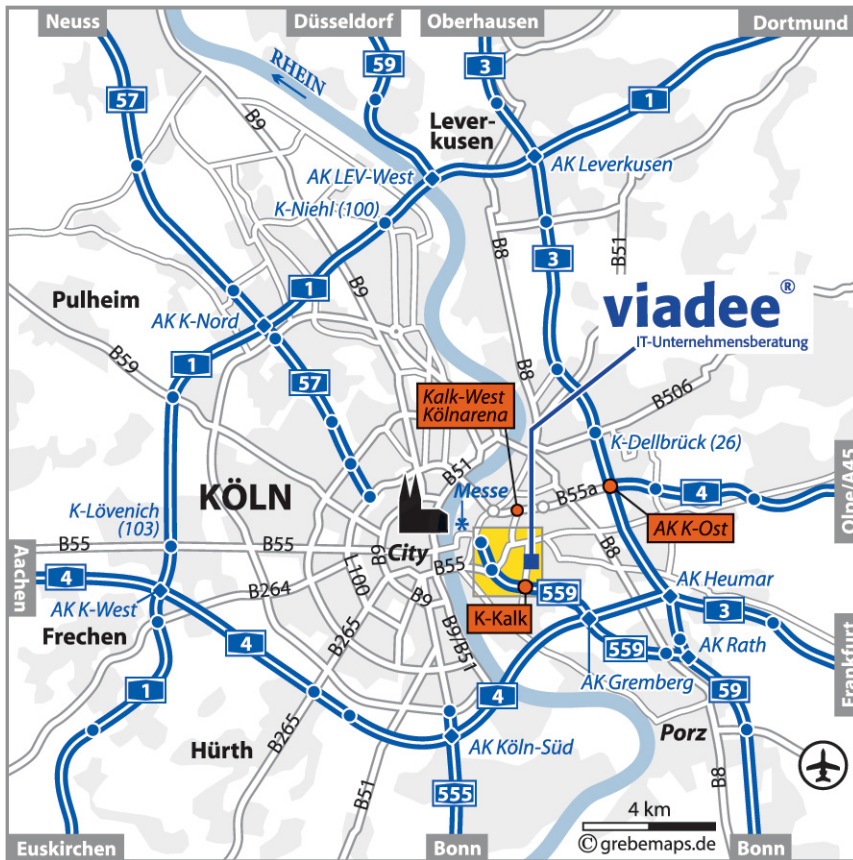 Neuss
Düsseldorf
Oberhausen
Dortmund
59
3
RHEIN
57
1
B9
Lever-
kusen
AK LEV-West
AK Leverkusen
K-Niehl (100)
B8
B51
3
1
B9
Pulheim
viadee®
IT-Unternehmensberatung
AK K-Nord
B59
1
B8
57
Kalk-West
Kölnarena
B506
K-Dellbrück (26)
B51
Olpe/A45
KÖLN
Messe
*
B55a
4
K-Lövenich
(103)
AK K-Ost
B55
B55
B9
City
B55
B8
Aachen
4
L100
AK Heumar
AK K-West
B264
B9
559
3
K-Kalk
Frechen
B265
B9/B51
AK Rath
Frankfurt
4
559
4
AK Gremberg
59
1
Porz
Hürth
B265
AK Köln-Süd
B51
B8
555
4 km
© grebemaps.de
Euskirchen
Bonn
Bonn